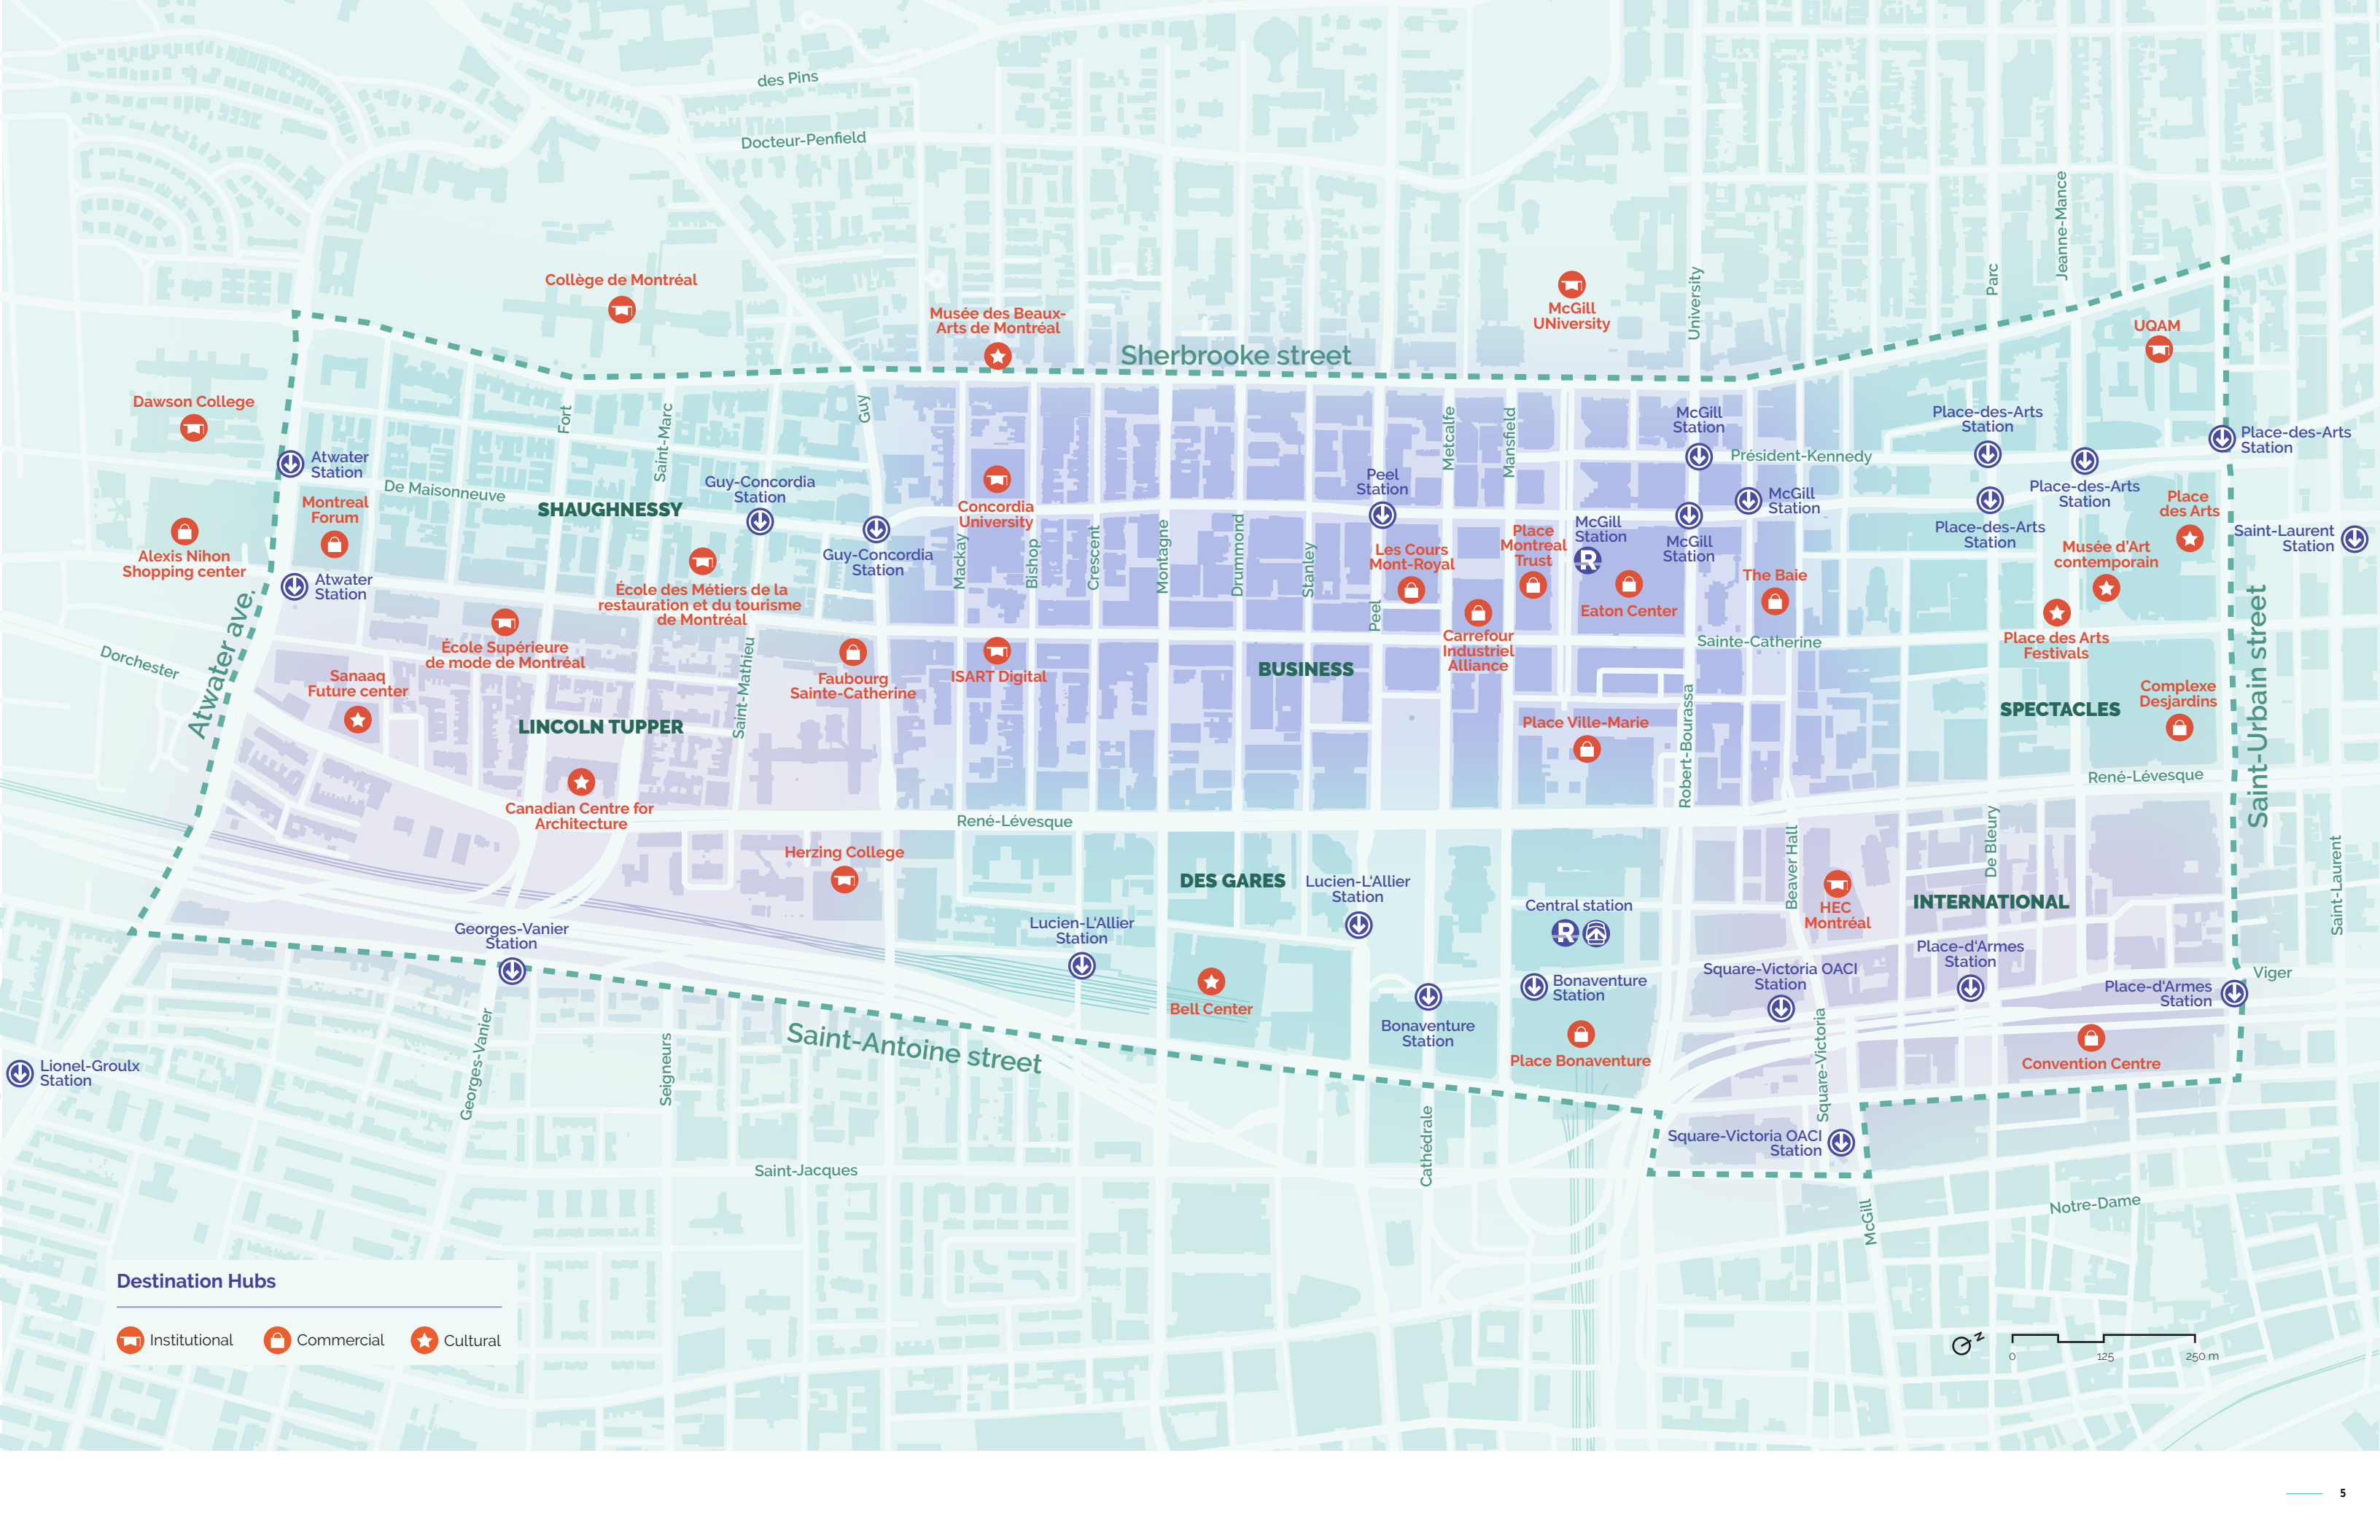 des Pins
Docteur-Penfield
Jeanne-Mance
Parc
University
Collège de Montréal
Musée des Beaux-
Arts de Montréal
McGill
UNiversity
UQAM
Sherbrooke street
Dawson College
Fort
Saint-Marc
Guy
Metcalfe
Mansfield
McGill
Station
Place-des-Arts
Station
Place-des-Arts
Station
Atwater
Station
Président-Kennedy
De Maisonneuve
Guy-Concordia
Station
Peel
Station
McGill
Station
Place-des-Arts
Station
Place
des Arts
Montreal
Forum
SHAUGHNESSY
Concordia
University
Guy-Concordia
Station
Mackay
Bishop
Crescent
Montagne
Drummond
Stanley
Peel
Les Cours
Mont-Royal
Place
Montreal
Trust
McGill
Station
R
McGill
Station
Place-des-Arts
Station
Saint-Laurent
Station
Alexis Nihon
Shopping center
Atwater
Station
École des Métiers de la
restauration et du tourisme
de Montréal
Eaton Center
The Baie
Musée d'Art
contemporain
Atwater ave.
École Supérieure
de mode de Montréal
Carrefour
Industriel
Alliance
Sainte-Catherine
Place des Arts
Festivals
Saint-Urbain street
Dorchester
Sanaaq
Future center
Saint-Mathieu
Faubourg
Sainte-Catherine
ISART Digital
BUSINESS
Robert-Bourassa
Complexe
Desjardins
SPECTACLES
LINCOLN TUPPER
Place Ville-Marie
René-Lévesque
Canadian Centre for
Architecture
René-Lévesque
Herzing College
DES GARES
Lucien-L'Allier
Station
Beaver Hall
De Bleury
Saint-Laurent
HEC
Montréal
INTERNATIONAL
Central station
R
Georges-Vanier
Station
Lucien-L'Allier
Station
Place-d'Armes
Station
Square-Victoria OACI
Station
Bonaventure
Station
Viger
Place-d'Armes
Station
Bell Center
Bonaventure
Station
Place Bonaventure
Convention Centre
Saint-Antoine street
Lionel-Groulx
Station
Georges-Vanier
Seigneurs
Square-Victoria
Cathédrale
Square-Victoria OACI
Station
Saint-Jacques
McGill
Notre-Dame
Destination Hubs
Institutional
Commercial
Cultural
N
0
125
250 m
5